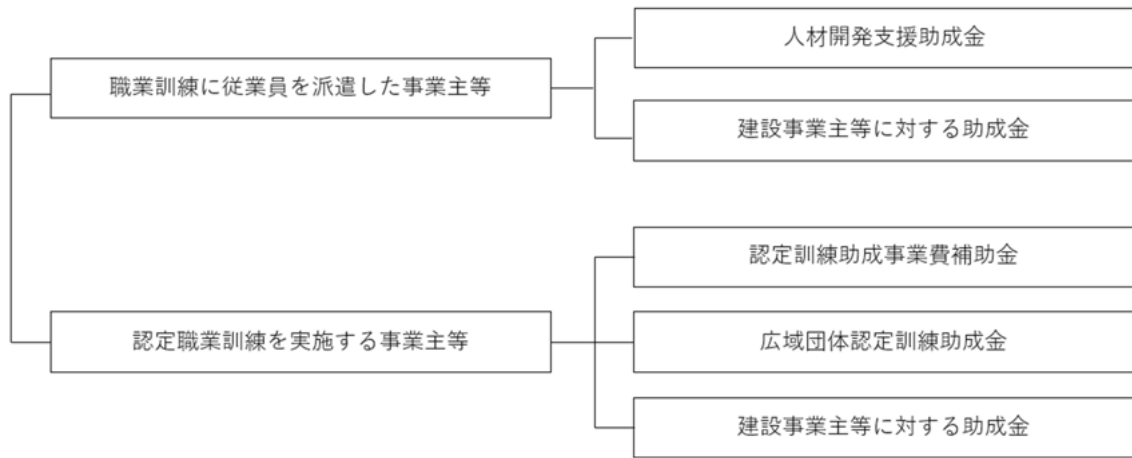 職業訓練に従業員を派遣した事業主等
人材開発支援助成金
建設事業主等に対する助成金
認定職業訓練を実施する事業主等
認定訓練助成事業費補助金
広域団体認定訓練助成金
建設事業主等に対する助成金